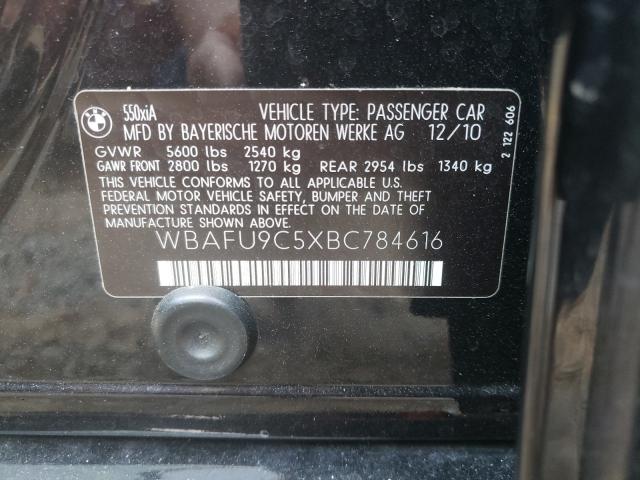 BMW
550xiA VEHICLE TYPE: PASSENGER CAR
MFD BY BAYERISCHE MOTOREN WERKE AG 12/10
GVWR 5600 lbs 2540 kg
GAWR FRONT 2800 lbs 1270 kg REAR 2954 lbs 1340 kg
THIS VEHICLE CONFORMS TO ALL APPLICABLE U.S.
FEDERAL MOTOR VEHICLE SAFETY, BUMPER AND THEFT
PREVENTION STANDARDS IN EFFECT ON THE DATE OF
MANUFACTURE SHOWN ABOVE.
WBAFU9C5XBC784616
2 122 606